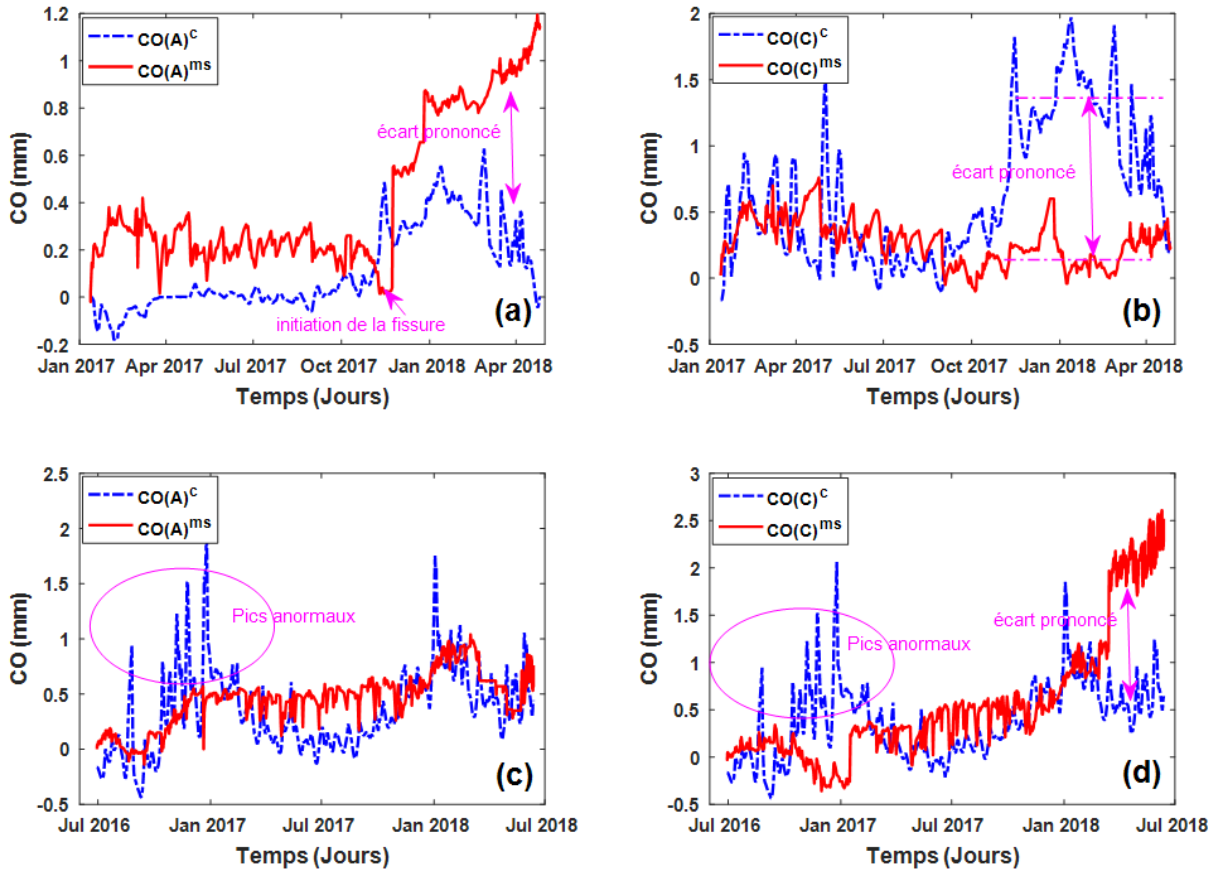 1.2
1
0.8
0.6
0.4
0.2
0
-0.2
CO (mm)
CO(A)ᶜ
CO(A)ᵐˢ
écart prononcé
initiation de la fissure
(a)
Jan 2017 Apr 2017 Jul 2017 Oct 2017 Jan 2018 Apr 2018
Temps (Jours)
2
1.5
1
0.5
0
-0.5
CO (mm)
CO(C)ᶜ
CO(C)ᵐˢ
écart prononcé
(b)
Jan 2017 Apr 2017 Jul 2017 Oct 2017 Jan 2018 Apr 2018
Temps (Jours)
2.5
2
1.5
1
0.5
0
-0.5
CO (mm)
CO(A)ᶜ
CO(A)ᵐˢ
Pics anormaux
(c)
Jul 2016 Jan 2017 Jul 2017 Jan 2018 Jul 2018
Temps (Jours)
3
2.5
2
1.5
1
0.5
0
-0.5
CO (mm)
CO(C)ᶜ
CO(C)ᵐˢ
écart prononcé
Pics anormaux
(d)
Jul 2016 Jan 2017 Jul 2017 Jan 2018 Jul 2018
Temps (Jours)